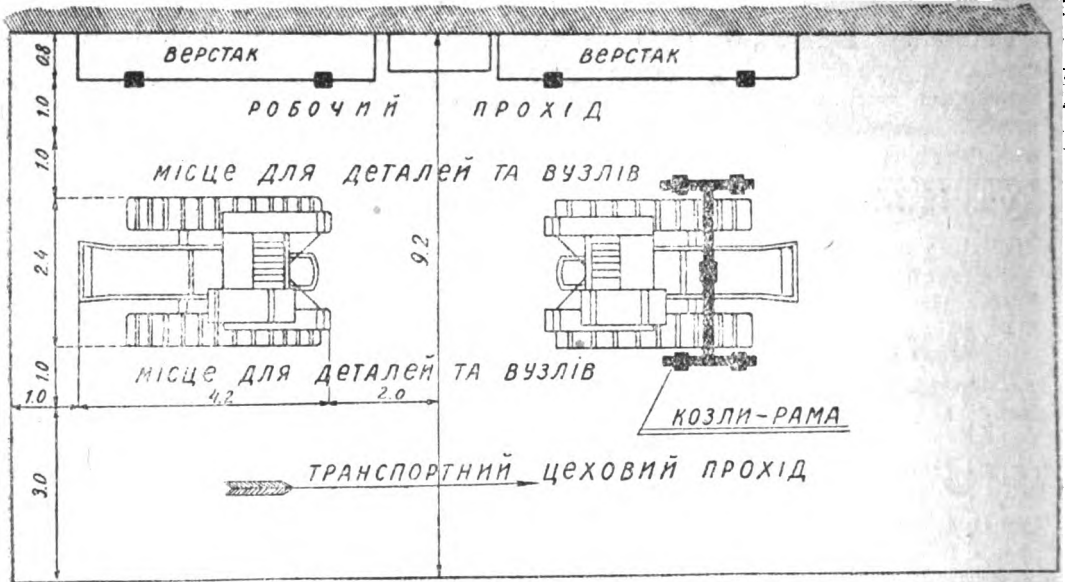 ВЕРСТАК ВЕРСТАК
0.8
РОБОЧИЙ ПРОХІД
1.0
1.0
МІСЦЕ ДЛЯ ДЕТАЛЕЙ ТА ВУЗЛІВ
2.4
9.2
1.0
МІСЦЕ ДЛЯ ДЕТАЛЕЙ ТА ВУЗЛІВ
1.0 4.2 2.0
КОЗЛИ-РАМА
ТРАНСПОРТНИЙ ЦЕХОВИЙ ПРОХІД
3.0